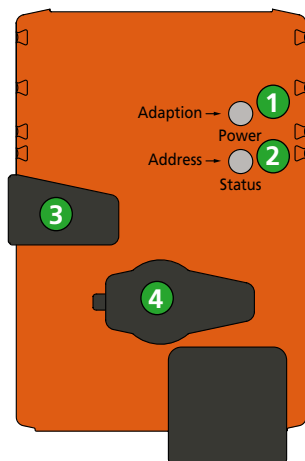 1
Adaption →
Power
2
Address →
Status
3
4